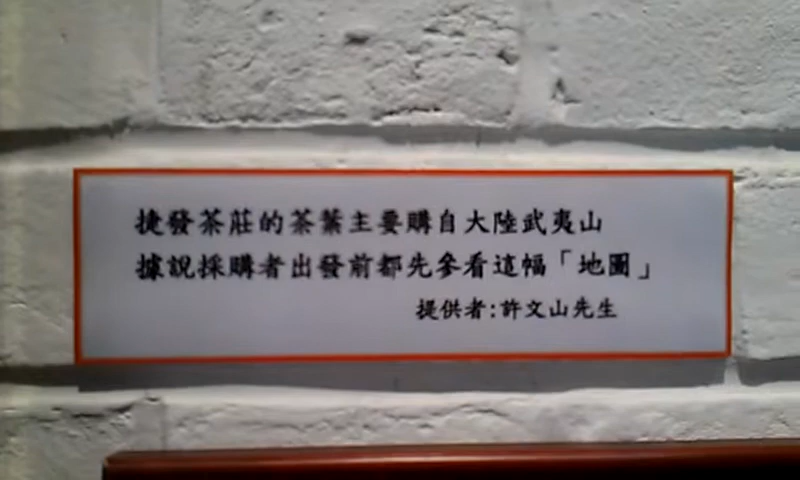 捷發茶莊的茶葉主要購自大陸武夷山
據說採購者出發前都先參看這幅「地圖」
提供者:許文山先生